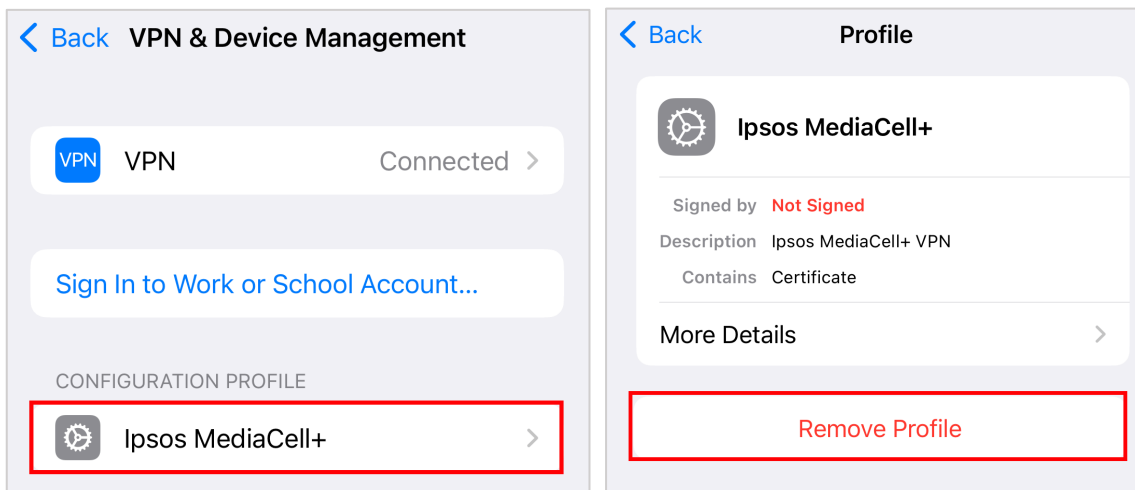 Back VPN & Device Management
VPN VPN Connected
Sign In to Work or School Account...
CONFIGURATION PROFILE
Ipsos MediaCell+
Back Profile
Ipsos MediaCell+
Signed by Not Signed
Description Ipsos MediaCell+ VPN
Contains Certificate
More Details
Remove Profile